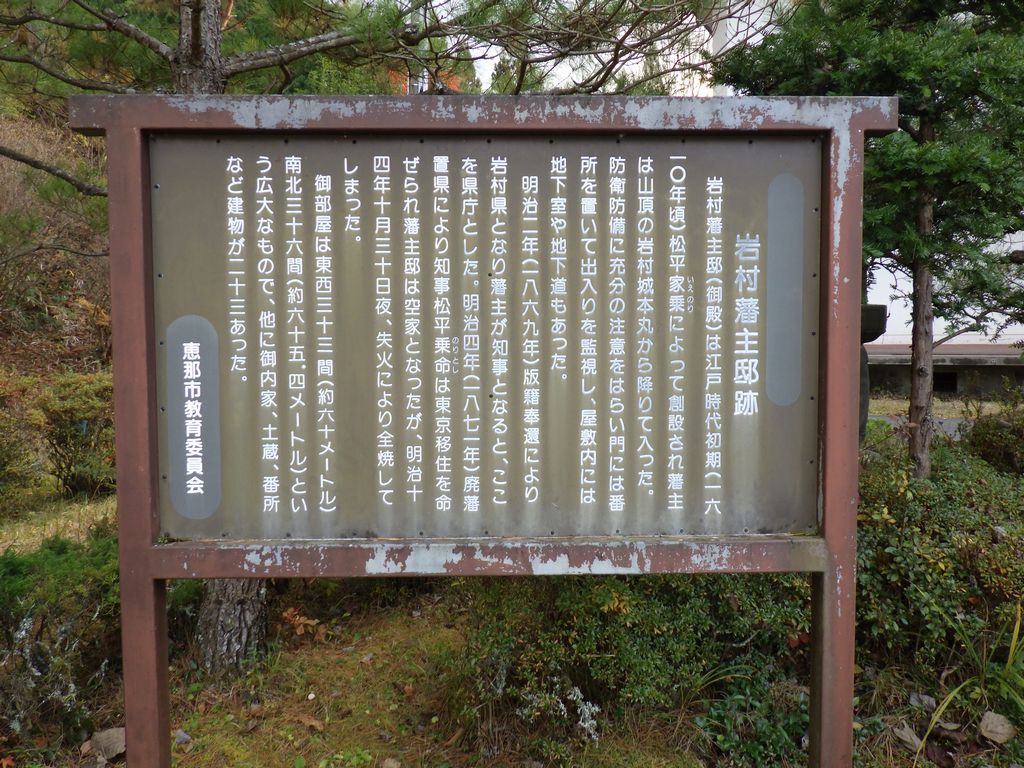 岩村藩主邸跡
岩村藩主邸(御殿)は江戸時代初期(一六
一〇年頃)松平家乗によって創設され藩主
いえのり
は山頂の岩村城本丸から降りて入った。
防衛防備に充分の注意をはらい門には番
所を置いて出入りを監視し、屋敷内には
地下室や地下道もあった。
明治二年(一八六九年)版籍奉還により
岩村県となり藩主が知事となると、ここ
を県庁とした。明治四年(一八七一年)廃藩
置県により知事松平乗命は東京移住を命
のりとし
ぜられ藩主邸は空家となったが、明治十
四年十月三十日夜、失火により全焼して
しまった。
御部屋は東西三十三間(約六十メートル)
南北三十六間(約六十五.四メートル)とい
う広大なもので、他に御内家、土蔵、番所
など建物が二十三あった。
恵那市教育委員会